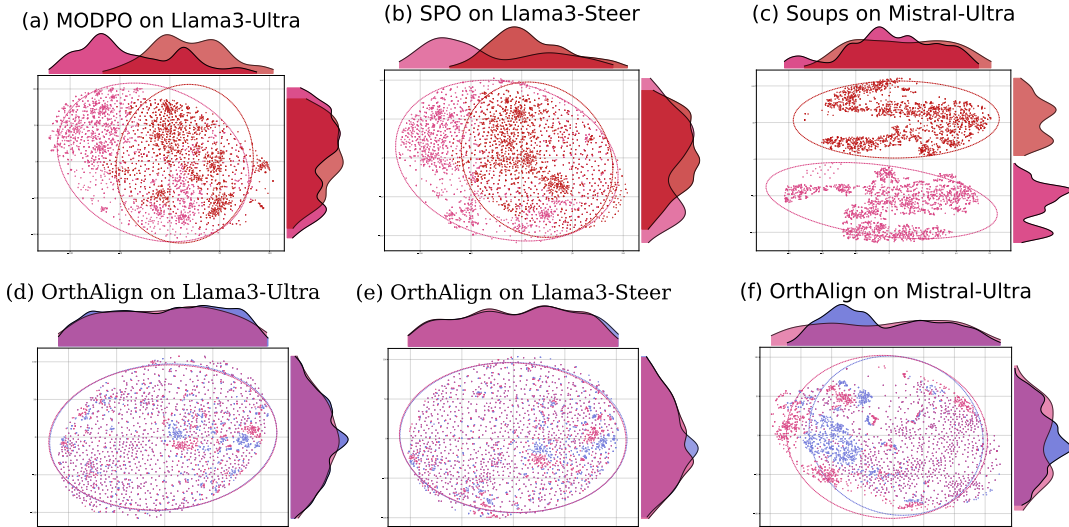 (a) MODPO on Llama3-Ultra
(b) SPO on Llama3-Steer
(c) Soups on Mistral-Ultra
(d) OrthAlign on Llama3-Ultra
(e) OrthAlign on Llama3-Steer
(f) OrthAlign on Mistral-Ultra